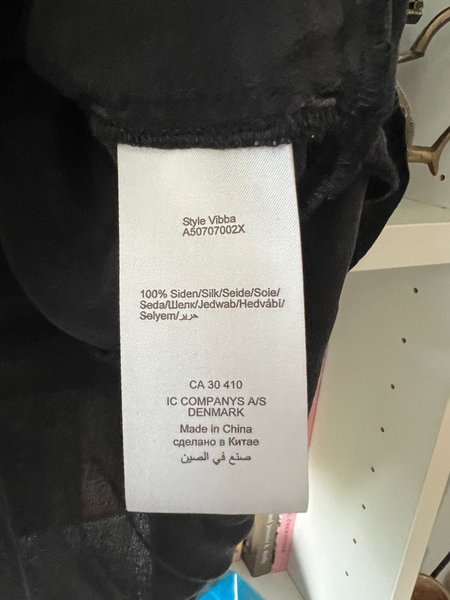 Style Vibba
A50707002X
100% Siden/Silk/Seide/Soie/
Seda/Шелк/Jedwab/Hedvábí/
Selyem/حرير
CA 30 410
IC COMPANYS A/S
DENMARK
Made in China
сделано в Китае
صنع في الصين